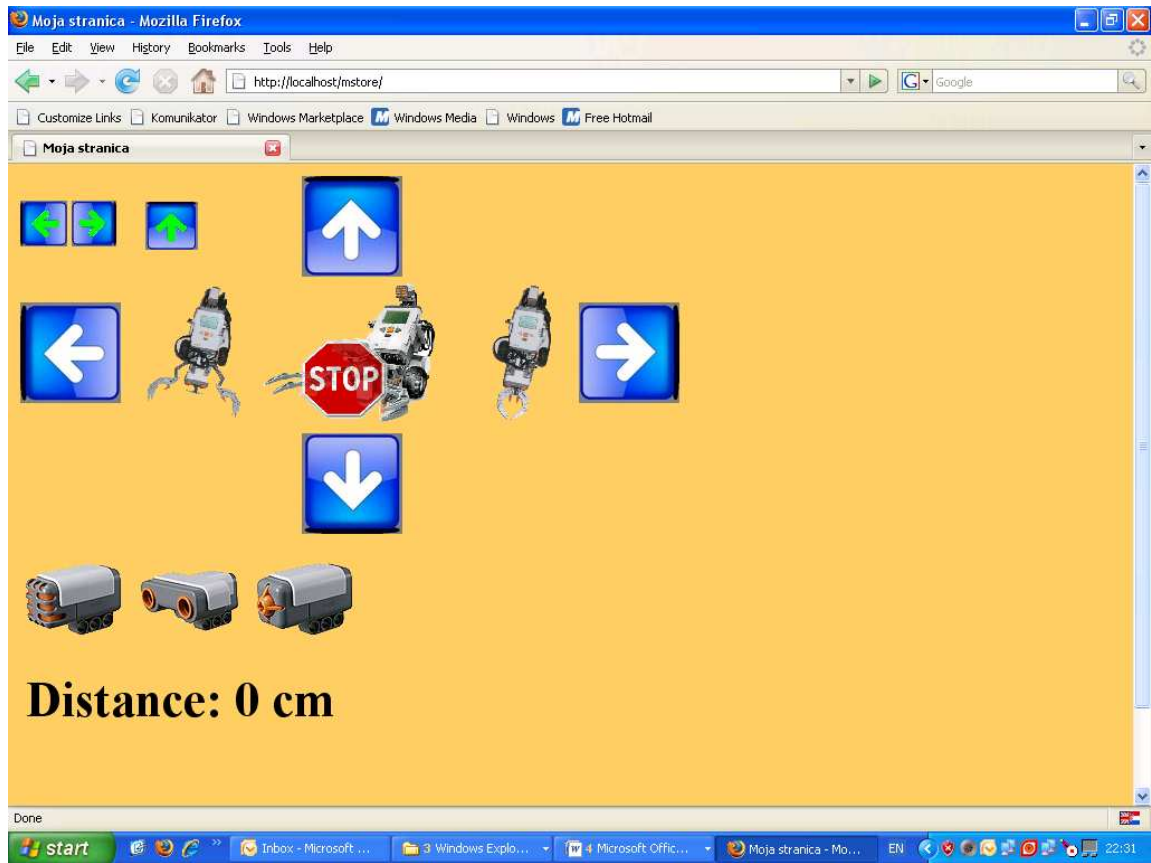 Moja stranica - Mozilla Firefox
File Edit View History Bookmarks Tools Help
http://localhost/mstore/
G Google
Customize Links Komunikator Windows Marketplace Windows Media Windows Free Hotmail
Moja stranica
STOP
Distance: 0 cm
Done
start Inbox - Microsoft ... 3 Windows Explo... 4 Microsoft Offic... Moja stranica - Mo... EN 22:31